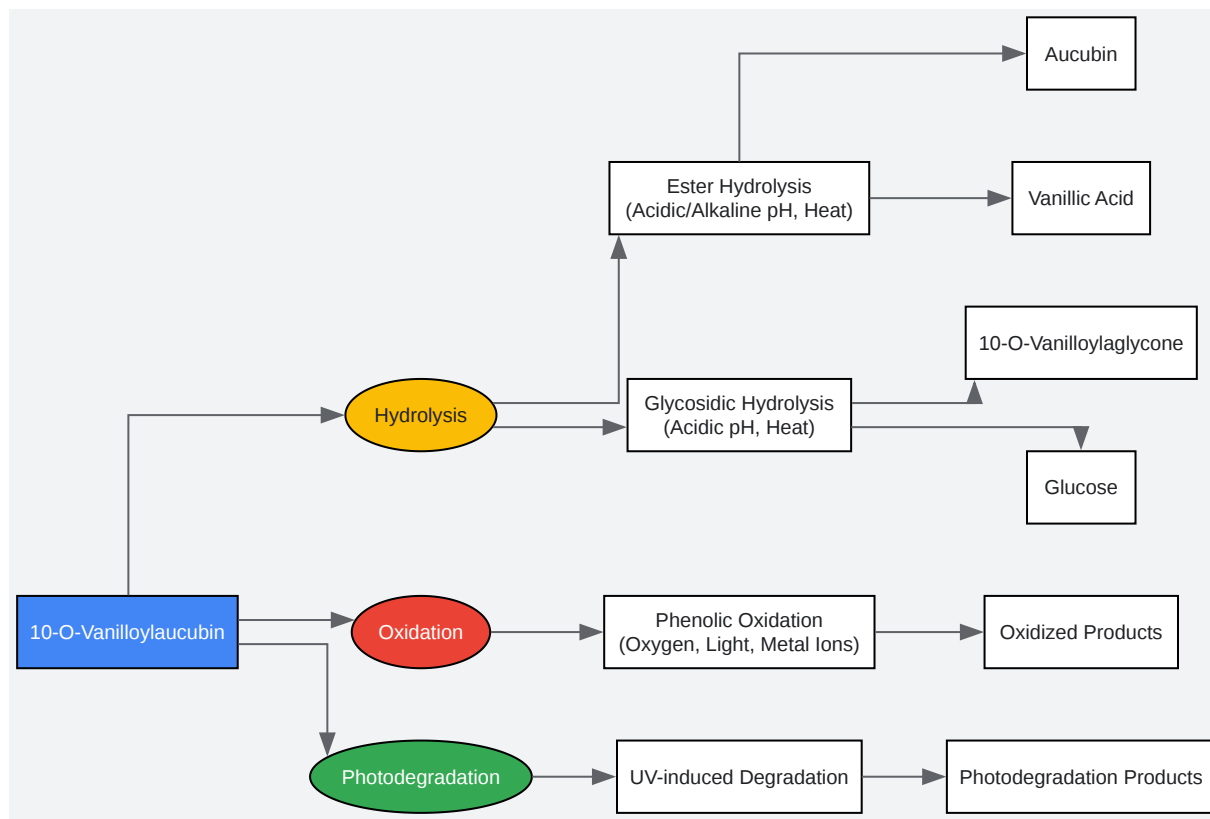 Aucubin
Ester Hydrolysis
(Acidic/Alkaline pH, Heat)
Vanillic Acid
10-O-Vanilloylaglycone
Hydrolysis
Glycosidic Hydrolysis
(Acidic pH, Heat)
Glucose
10-O-Vanilloylaucubin
Oxidation
Phenolic Oxidation
(Oxygen, Light, Metal Ions)
Oxidized Products
Photodegradation
UV-induced Degradation
Photodegradation Products